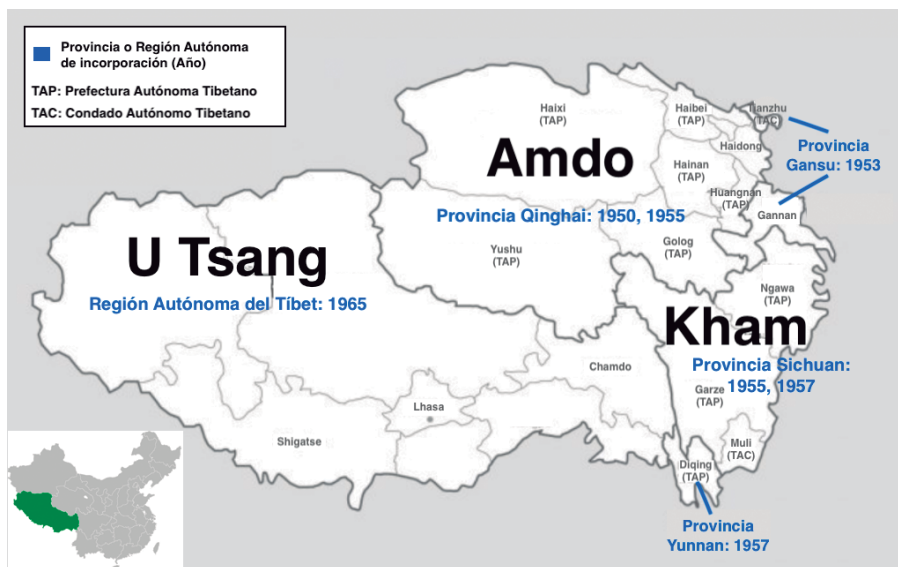 Provincia o Región Autónoma
de incorporación (Año)
TAP: Prefectura Autónoma Tibetano
TAC: Condado Autónomo Tibetano
Haixi
(TAP)
Haibei
(TAP)
Tianzhu
(TAC)
Haidong
Provincia
Gansu: 1953
Amdo
Hainan
(TAP)
Huangnan
(TAP)
Gannan
Provincia Qinghai: 1950, 1955
Yushu
(TAP)
Golog
(TAP)
U Tsang
Región Autónoma del Tíbet: 1965
Ngawa
(TAP)
Kham
Provincia Sichuan:
1955, 1957
Chamdo
Garze
(TAP)
Lhasa
Shigatse
Muli
(TAC)
Diqing
(TAP)
Provincia
Yunnan: 1957